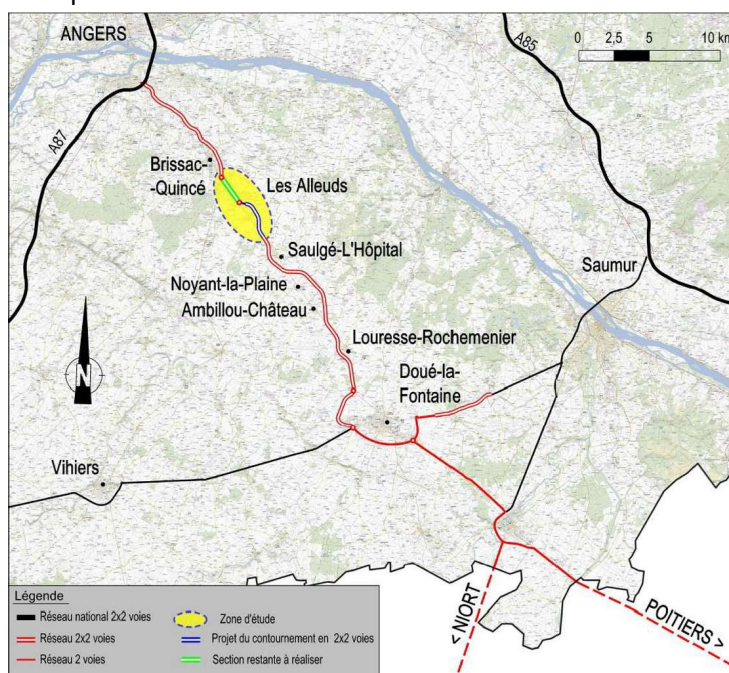 ANGERS
0 2,5 5 10 km
A85
A87
Brissac-
-Quincé
Les Alleuds
Saulgé-L'Hôpital
Saumur
Noyant-la-Plaine
Ambillou-Château
N
Louresse-Rochemenier
Doué-la-
Fontaine
Vihiers
< NIORT
POITIERS >
Légende
Réseau national 2x2 voies
Zone d'étude
Réseau 2x2 voies
Projet du contournement en 2x2 voies
Réseau 2 voies
Section restante à réaliser